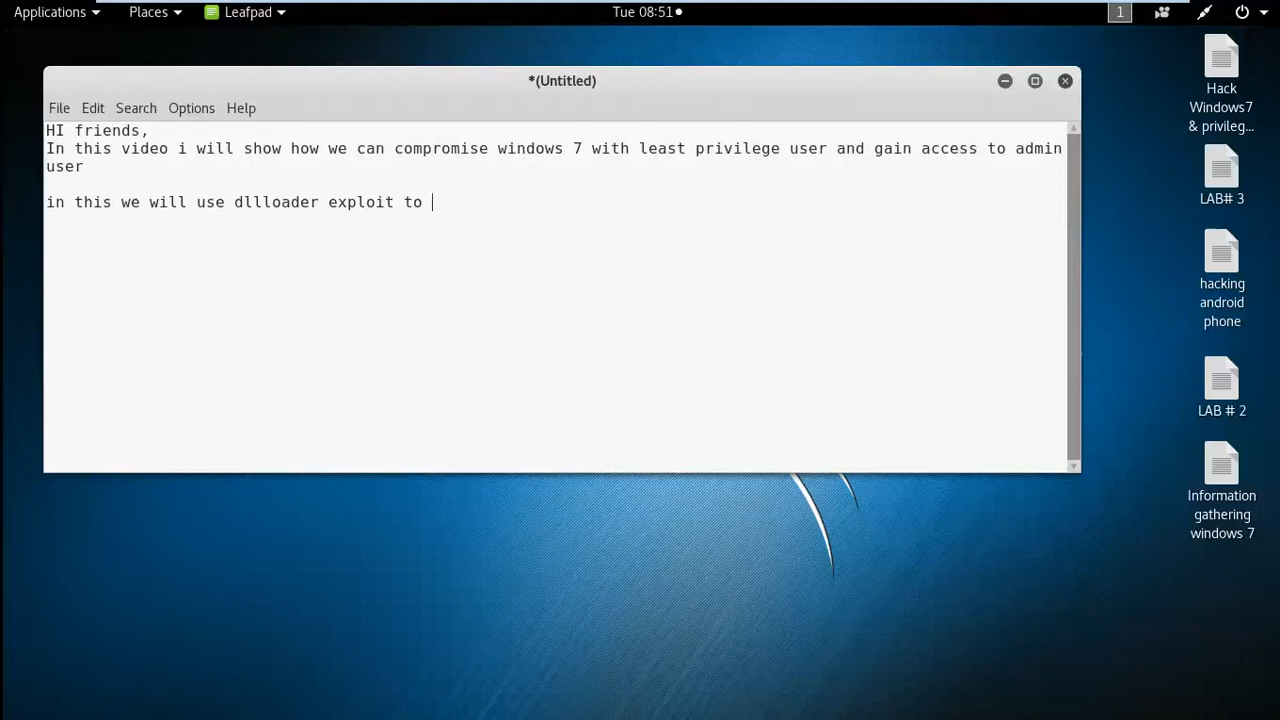 Applications Places Leafpad Tue 08:51 1
*(Untitled)
File Edit Search Options Help
HI friends,
In this video i will show how we can compromise windows 7 with least privilege user and gain access to admin
user
in this we will use dllloader exploit to
Hack
Windows7
& privileg...
LAB# 3
hacking
android
phone
LAB # 2
Information
gathering
windows 7